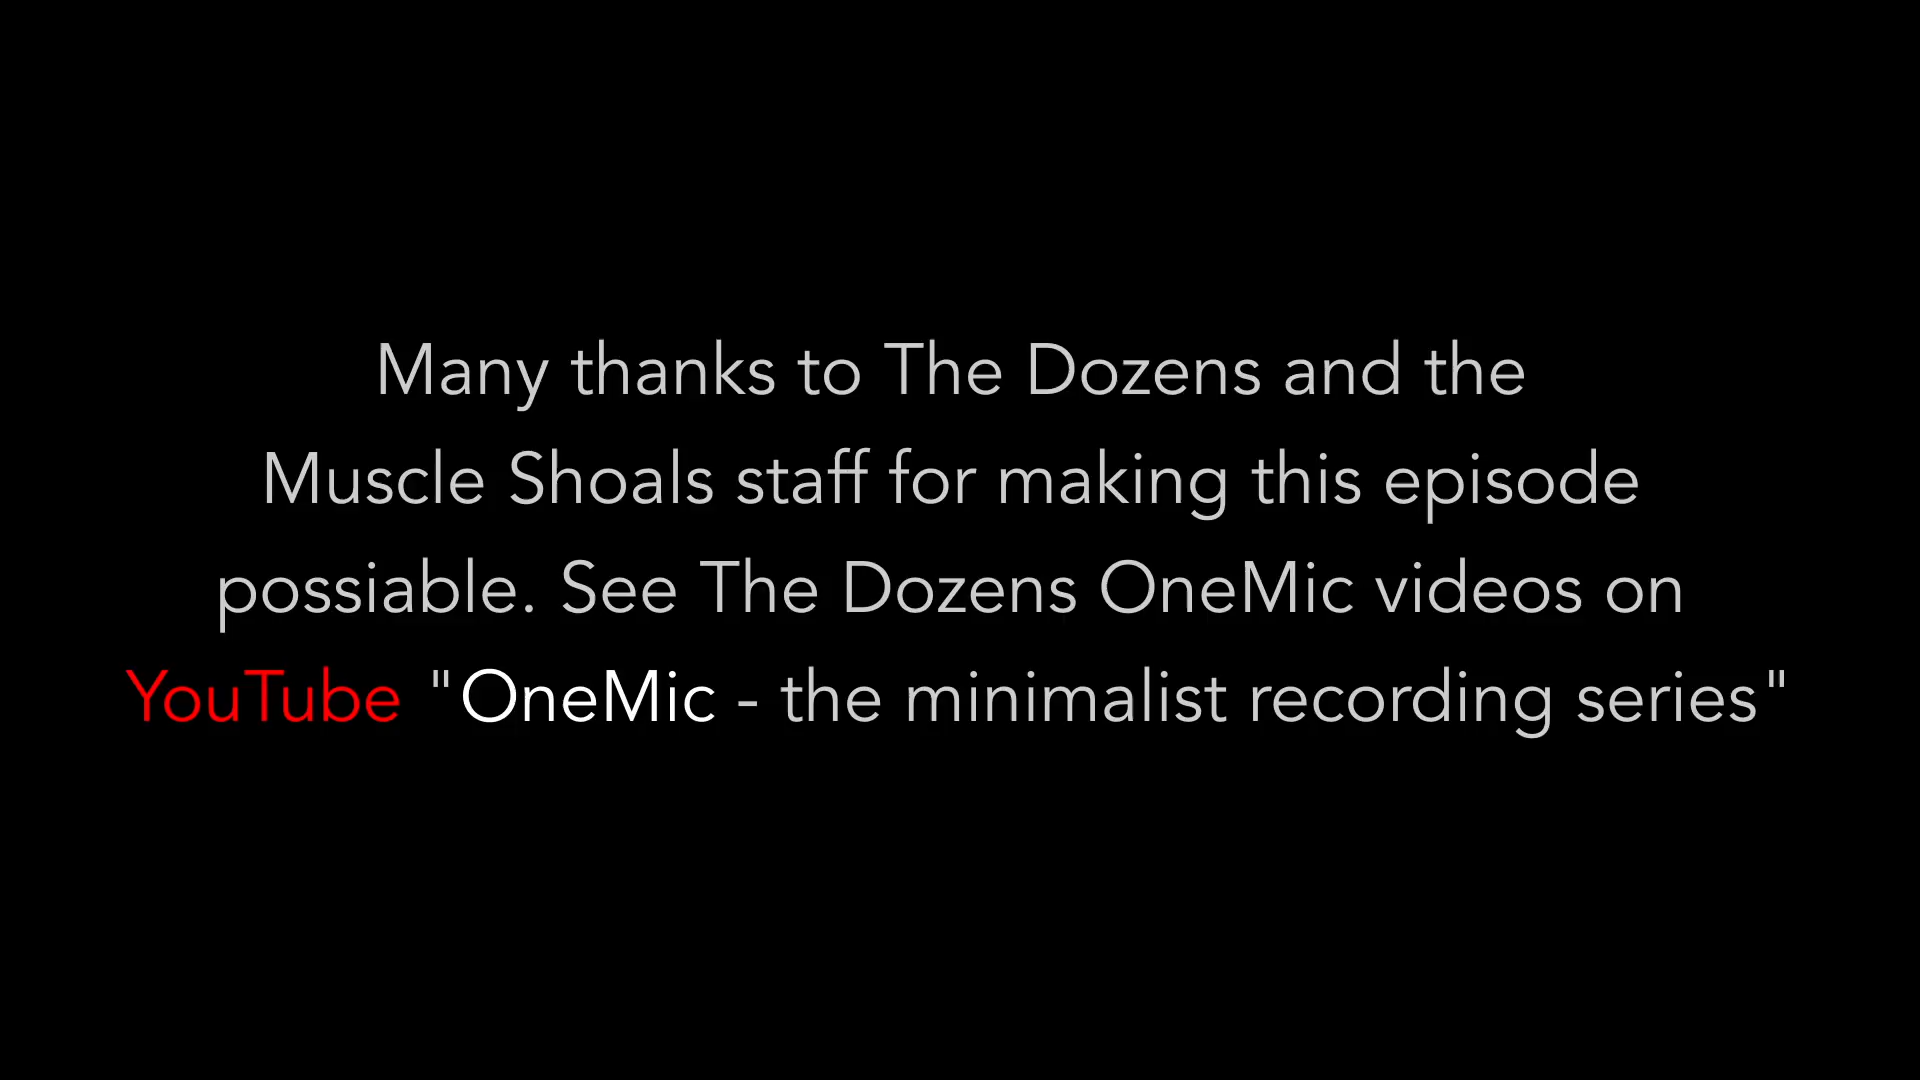 Many thanks to The Dozens and the
Muscle Shoals staff for making this episode
possiable. See The Dozens OneMic videos on
YouTube "OneMic - the minimalist recording series"